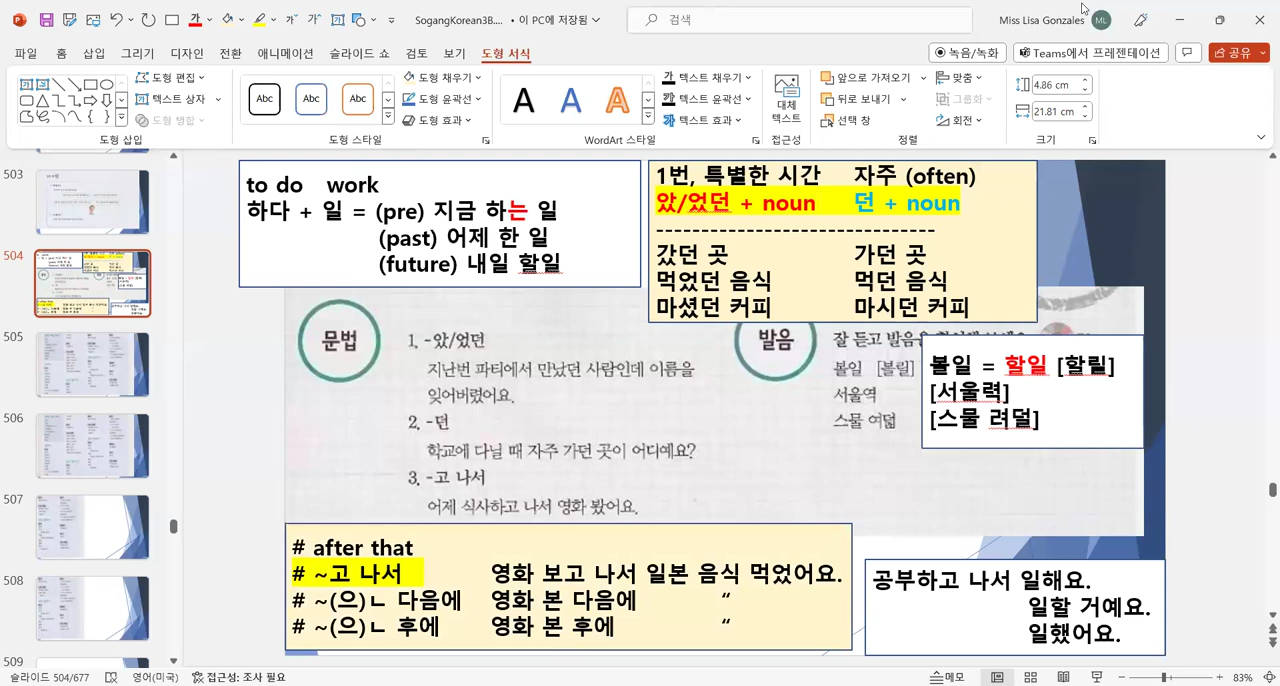 SogangKorean3B.... • 이 PC에 저장됨
검색
Miss Lisa Gonzales ML
파일 홈 삽입 그리기 디자인 전환 애니메이션 슬라이드 쇼 검토 보기 도형 서식
녹음/녹화 Teams에서 프레젠테이션 공유
도형 편집
텍스트 상자
도형 병합
도형 삽입
Abc Abc Abc
도형 채우기
도형 윤곽선
도형 효과
도형 스타일
A A A
텍스트 채우기
텍스트 윤곽선
텍스트 효과
WordArt 스타일
대체
텍스트
접근성
앞으로 가져오기
뒤로 보내기
선택 창
맞춤
그룹화
회전
정렬
4.86 cm
21.81 cm
크기
503
504
505
506
507
508
509
to do work
하다 + 일 = (pre) 지금 하는 일
(past) 어제 한 일
(future) 내일 할일
1번, 특별한 시간 자주 (often)
았/었던 + noun 던 + noun
-----------------------------
갔던 곳 가던 곳
먹었던 음식 먹던 음식
마셨던 커피 마시던 커피
문법
1. -았/었던
지난번 파티에서 만났던 사람인데 이름을
잊어버렸어요.
2. -던
학교에 다닐 때 자주 가던 곳이 어디예요?
3. -고 나서
어제 식사하고 나서 영화 봤어요.
발음
잘 듣고 발음을
볼일 [볼릴]
서울역
스물 여덟
볼일 = 할일 [할릴]
[서울력]
[스물 려덜]
# after that
# ~고 나서 영화 보고 나서 일본 음식 먹었어요.
# ~(으)ㄴ 다음에 영화 본 다음에 “
# ~(으)ㄴ 후에 영화 본 후에 “
공부하고 나서 일해요.
일할 거예요.
일했어요.
슬라이드 504/677 영어(미국) 접근성: 조사 필요
메모 83%